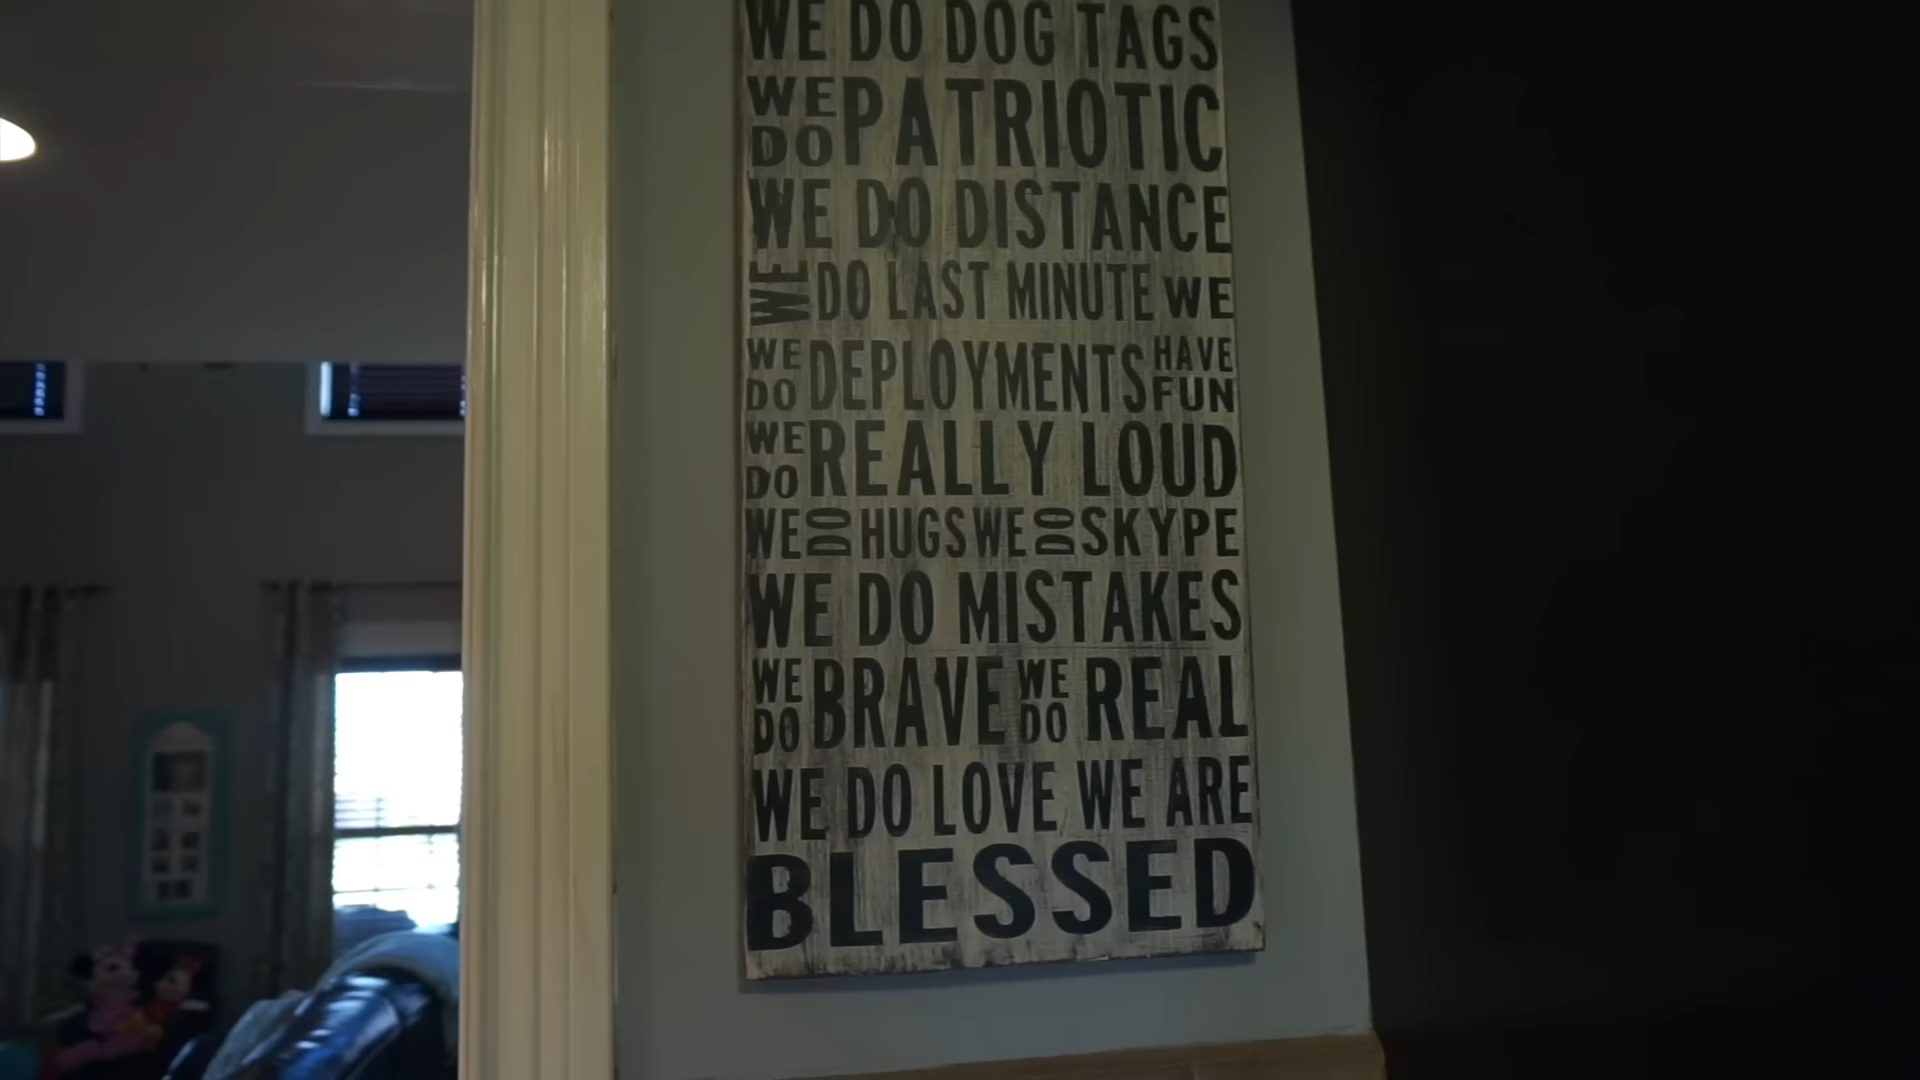 WE DO DOG TAGS
WE DO PATRIOTIC
WE DO DISTANCE
WE DO LAST MINUTE WE
WE DO DEPLOYMENTS HAVE FUN
WE DO REALLY LOUD
WE DO HUGS WE DO SKYPE
WE DO MISTAKES
WE DO BRAVE WE DO REAL
WE DO LOVE WE ARE
BLESSED